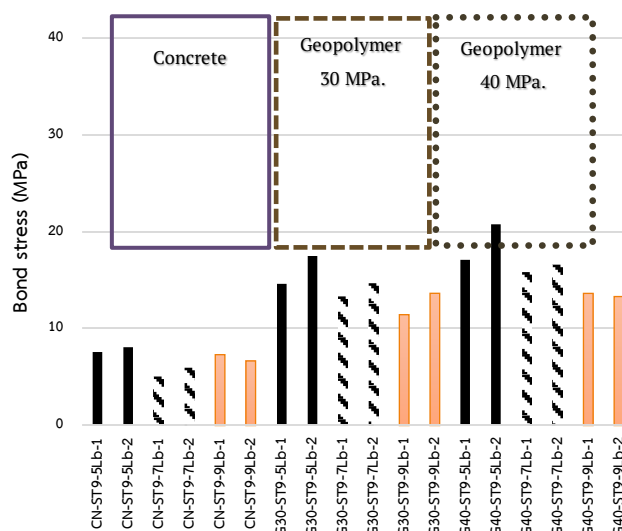 40
30
20
10
0
Bond stress (MPa)
Concrete
Geopolymer
30 MPa.
Geopolymer
40 MPa.
CN-ST9-5Lb-1
CN-ST9-5Lb-2
CN-ST9-7Lb-1
CN-ST9-7Lb-2
CN-ST9-9Lb-1
CN-ST9-9Lb-2
G30-ST9-5Lb-1
G30-ST9-5Lb-2
G30-ST9-7Lb-1
G30-ST9-7Lb-2
G30-ST9-9Lb-1
G30-ST9-9Lb-2
G40-ST9-5Lb-1
G40-ST9-5Lb-2
G40-ST9-7Lb-1
G40-ST9-7Lb-2
G40-ST9-9Lb-1
G40-ST9-9Lb-2